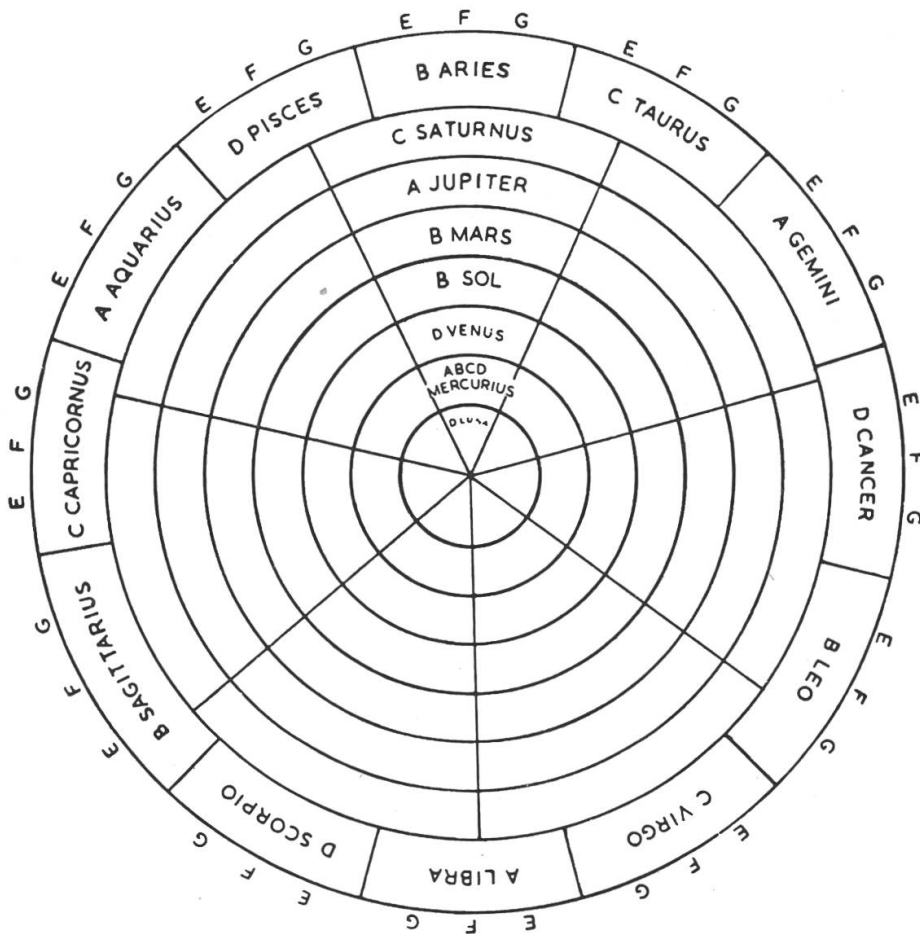 E F G
B ARIES
E F G
C TAURUS
E F G
A GEMINI
E F G
D CANCER
E F G
B LEO
E F G
C VIRGO
E F G
A LIBRA
E F G
D SCORPIO
E F G
B SAGITTARIUS
E F G
C CAPRICORNUS
E F G
A AQUARIUS
E F G
D PISCES
C SATURNUS
A JUPITER
B MARS
B SOL
D VENUS
ABCD
MERCURIUS
D LUNA